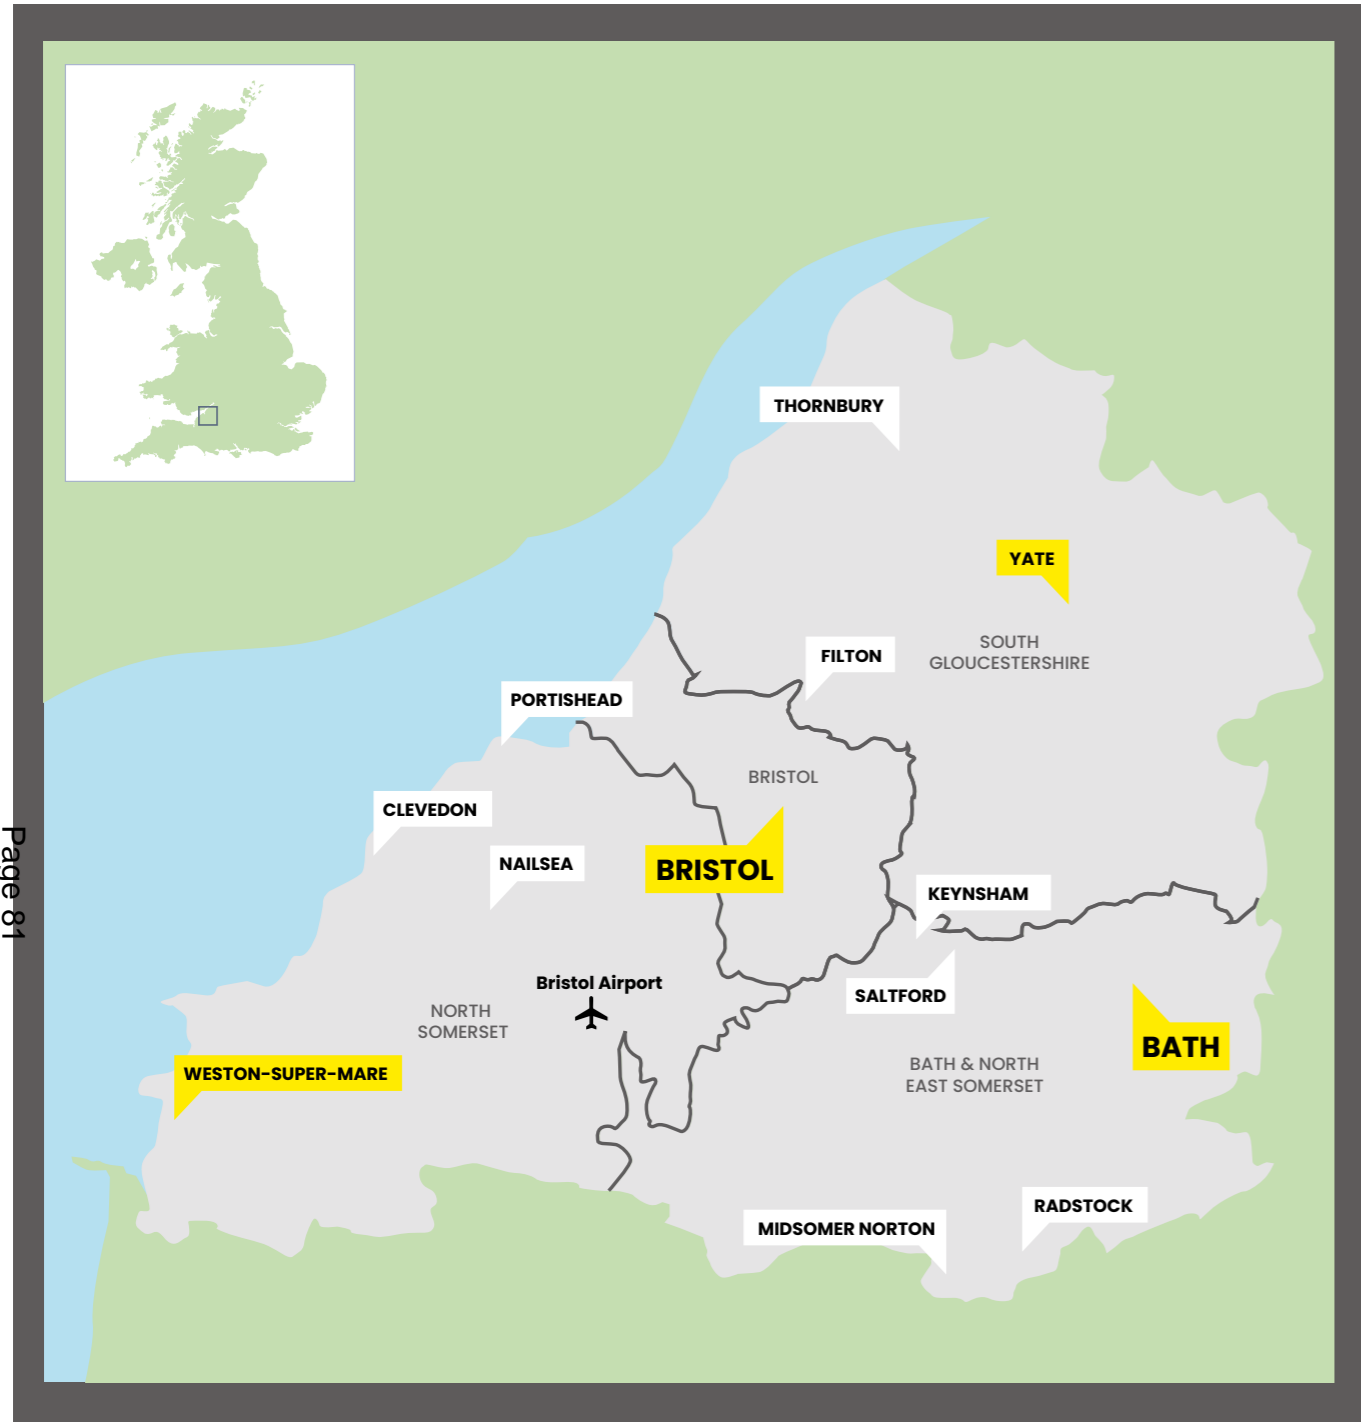 THORNBURY
YATE
SOUTH
GLOUCESTERSHIRE
FILTON
PORTISHEAD
BRISTOL
CLEVEDON
NAILSEA
BRISTOL
KEYNSHAM
Bristol Airport
SALTFORD
NORTH
SOMERSET
BATH
WESTON-SUPER-MARE
BATH & NORTH
EAST SOMERSET
RADSTOCK
MIDSOMER NORTON
Page 81